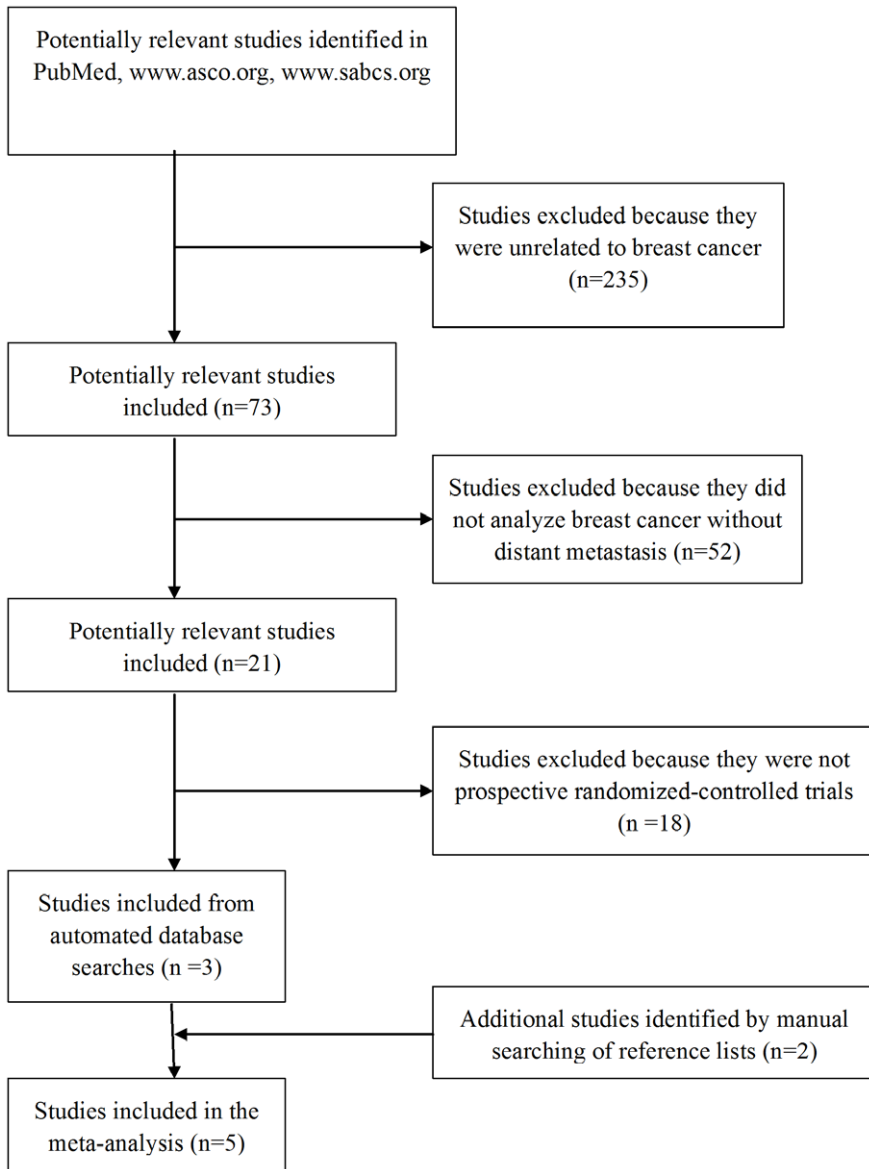 Potentially relevant studies identified in
PubMed, www.asco.org, www.sabcs.org
Studies excluded because they
were unrelated to breast cancer
(n=235)
Potentially relevant studies
included (n=73)
Studies excluded because they did
not analyze breast cancer without
distant metastasis (n=52)
Potentially relevant studies
included (n=21)
Studies excluded because they were not
prospective randomized-controlled trials
(n =18)
Studies included from
automated database
searches (n =3)
Additional studies identified by manual
searching of reference lists (n=2)
Studies included in the
meta-analysis (n=5)